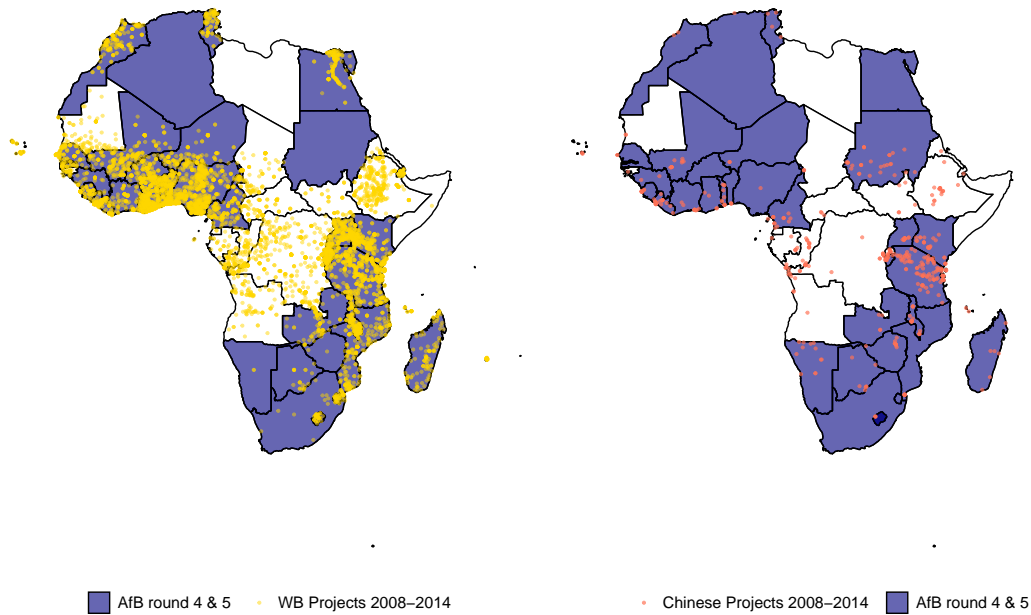 AfB round 4 & 5 WB Projects 2008–2014
Chinese Projects 2008–2014 AfB round 4 & 5